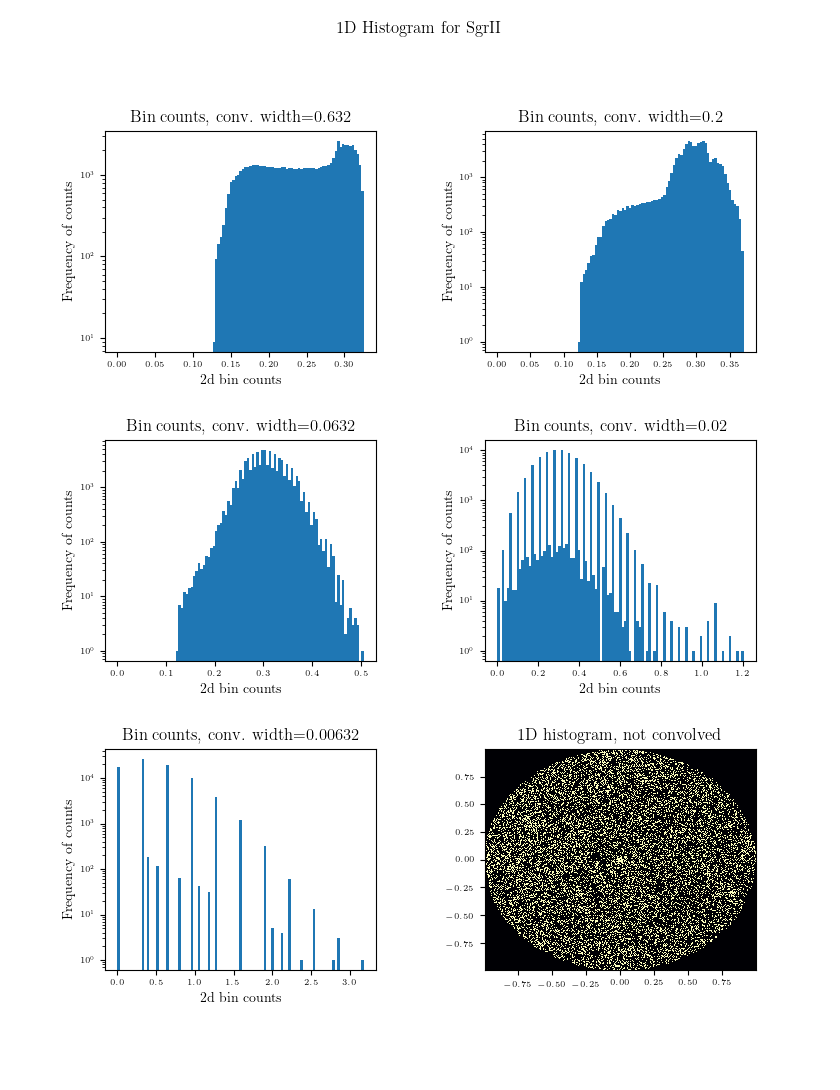 1D Histogram for SgrII
Bin counts, conv. width=0.632
Frequency of counts
10³
10²
10¹
0.00 0.05 0.10 0.15 0.20 0.25 0.30
2d bin counts
Bin counts, conv. width=0.2
Frequency of counts
10³
10²
10¹
10⁰
0.00 0.05 0.10 0.15 0.20 0.25 0.30 0.35
2d bin counts
Bin counts, conv. width=0.0632
Frequency of counts
10³
10²
10¹
10⁰
0.0 0.1 0.2 0.3 0.4 0.5
2d bin counts
Bin counts, conv. width=0.02
Frequency of counts
10⁴
10³
10²
10¹
10⁰
0.0 0.2 0.4 0.6 0.8 1.0 1.2
2d bin counts
Bin counts, conv. width=0.00632
Frequency of counts
10⁴
10³
10²
10¹
10⁰
0.0 0.5 1.0 1.5 2.0 2.5 3.0
2d bin counts
1D histogram, not convolved
0.75
0.50
0.25
0.00
−0.25
−0.50
−0.75
−0.75 −0.50 −0.25 0.00 0.25 0.50 0.75